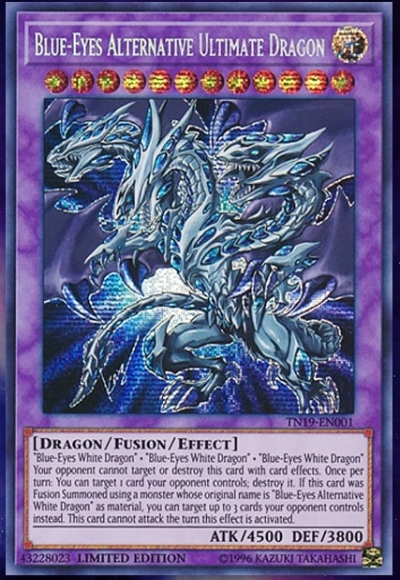 BLUE-EYES ALTERNATIVE ULTIMATE DRAGON
TN19-EN001
[DRAGON/FUSION/EFFECT]
"Blue-Eyes White Dragon" + "Blue-Eyes White Dragon" + "Blue-Eyes White Dragon"
Your opponent cannot target or destroy this card with card effects. Once per
turn: You can target 1 card your opponent controls; destroy it. If this card was
Fusion Summoned using a monster whose original name is "Blue-Eyes Alternative
White Dragon" as material, you can target up to 3 cards your opponent controls
instead. This card cannot attack the turn this effect is activated.
ATK/4500 DEF/3800
43228023 LIMITED EDITION ©1996 KAZUKI TAKAHASHI